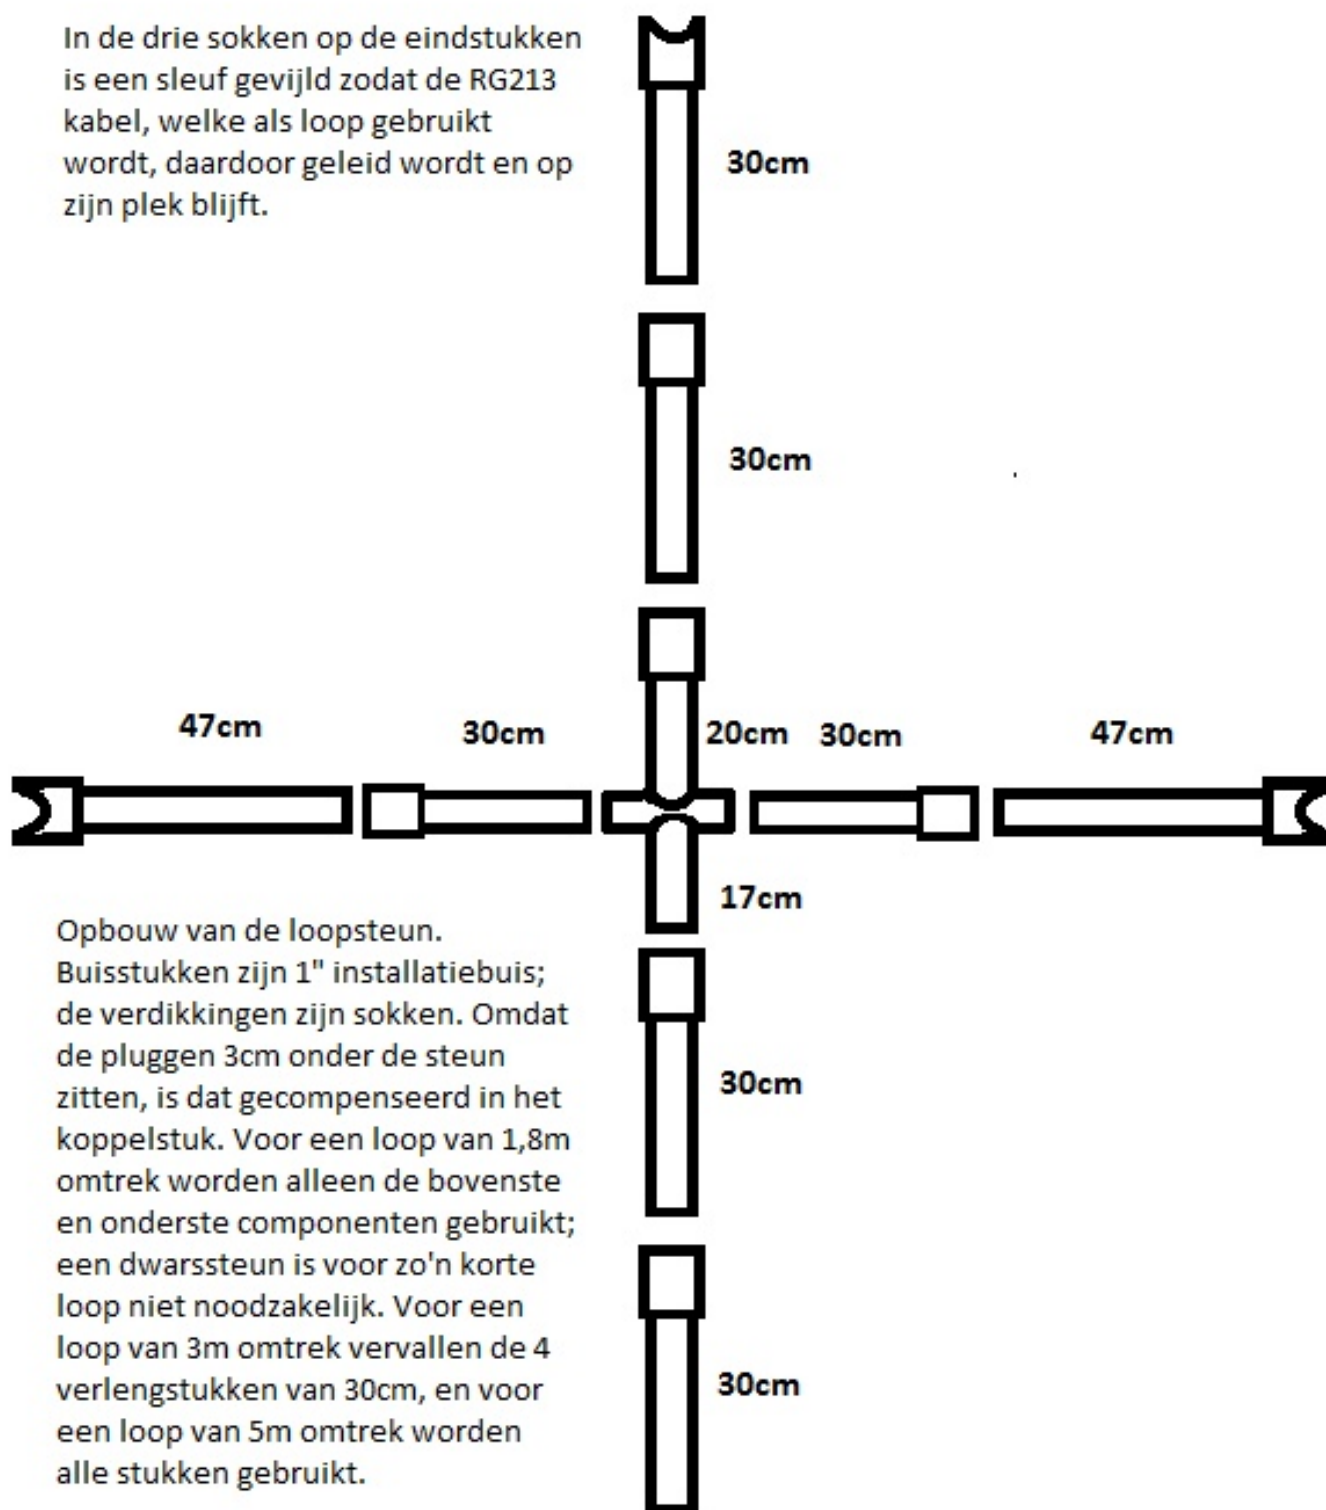 In de drie sokken op de eindstukken
is een sleuf gevijld zodat de RG213
kabel, welke als loop gebruikt
wordt, daardoor geleid wordt en op
zijn plek blijft.
30cm
30cm
47cm
30cm
20cm
30cm
47cm
17cm
Opbouw van de loopsteun.
Buisstukken zijn 1" installatiebuis;
de verdikkingen zijn sokken. Omdat
de pluggen 3cm onder de steun
zitten, is dat gecompenseerd in het
koppelstuk. Voor een loop van 1,8m
omtrek worden alleen de bovenste
en onderste componenten gebruikt;
een dwarssteun is voor zo'n korte
loop niet noodzakelijk. Voor een
loop van 3m omtrek vervallen de 4
verlengstukken van 30cm, en voor
een loop van 5m omtrek worden
alle stukken gebruikt.
30cm
30cm